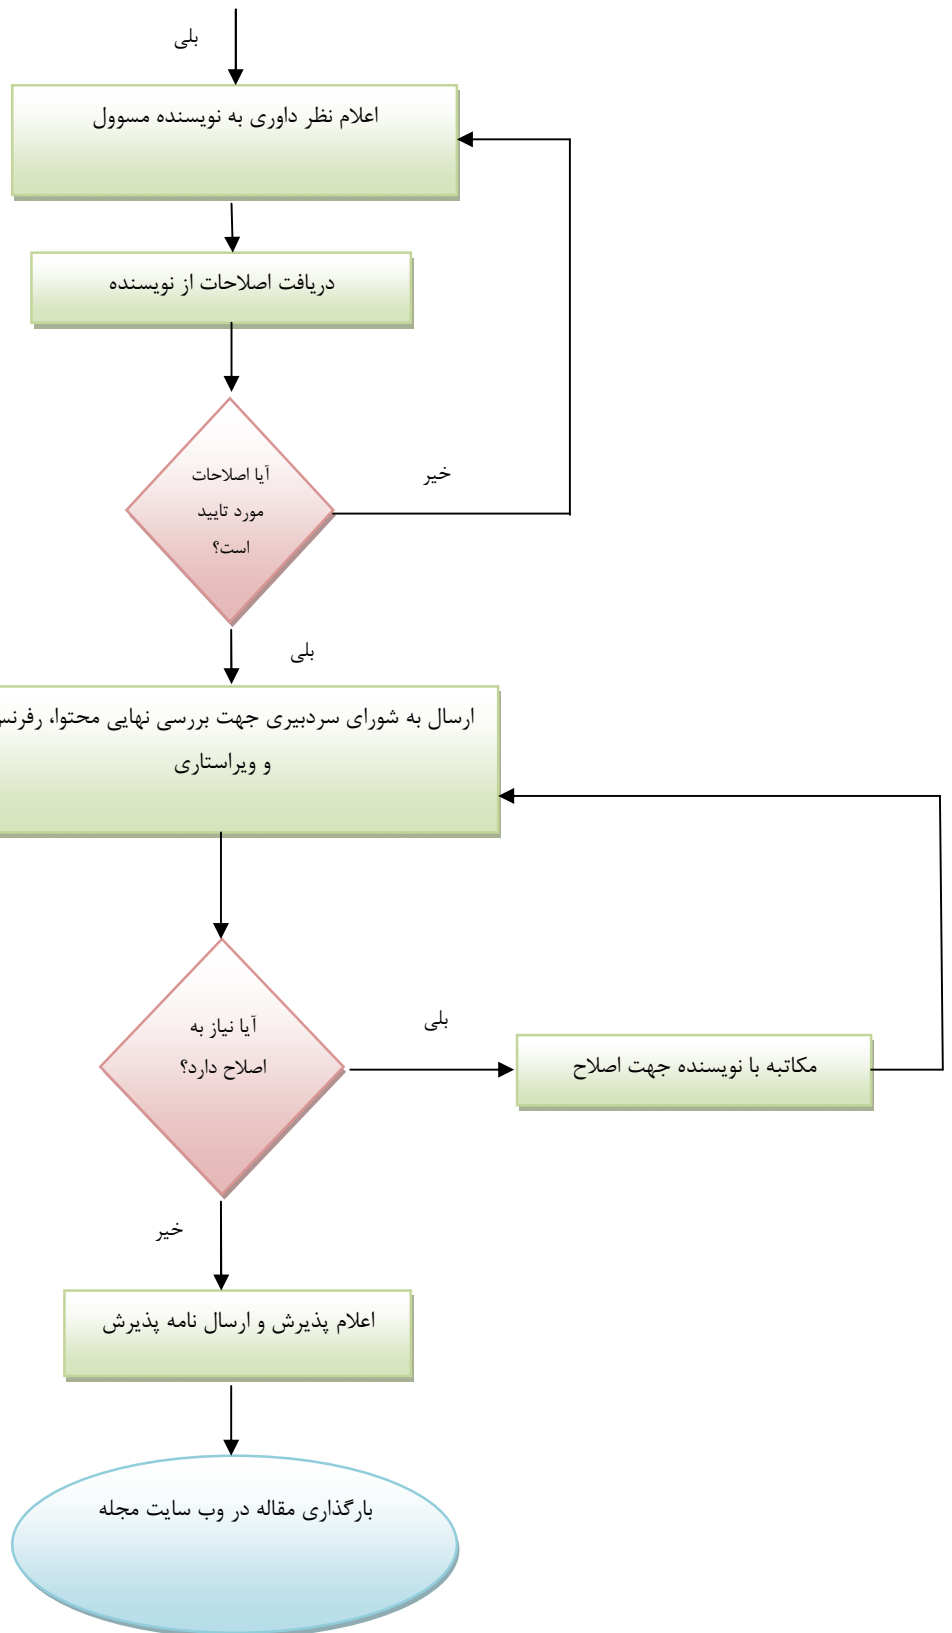 بلی
اعلام نظر داوری به نویسنده مسوول
دریافت اصلاحات از نویسنده
آیا اصلاحات
مورد تایید
است؟
خیر
بلی
ارسال به شورای سردبیری جهت بررسی نهایی محتوا،
و ویراستاری
آیا نیاز به
اصلاح دارد؟
بلی
مکاتبه با نویسنده جهت اصلاح
خیر
اعلام پذیرش و ارسال نامه پذیرش
بارگذاری مقاله در وب سایت مجله